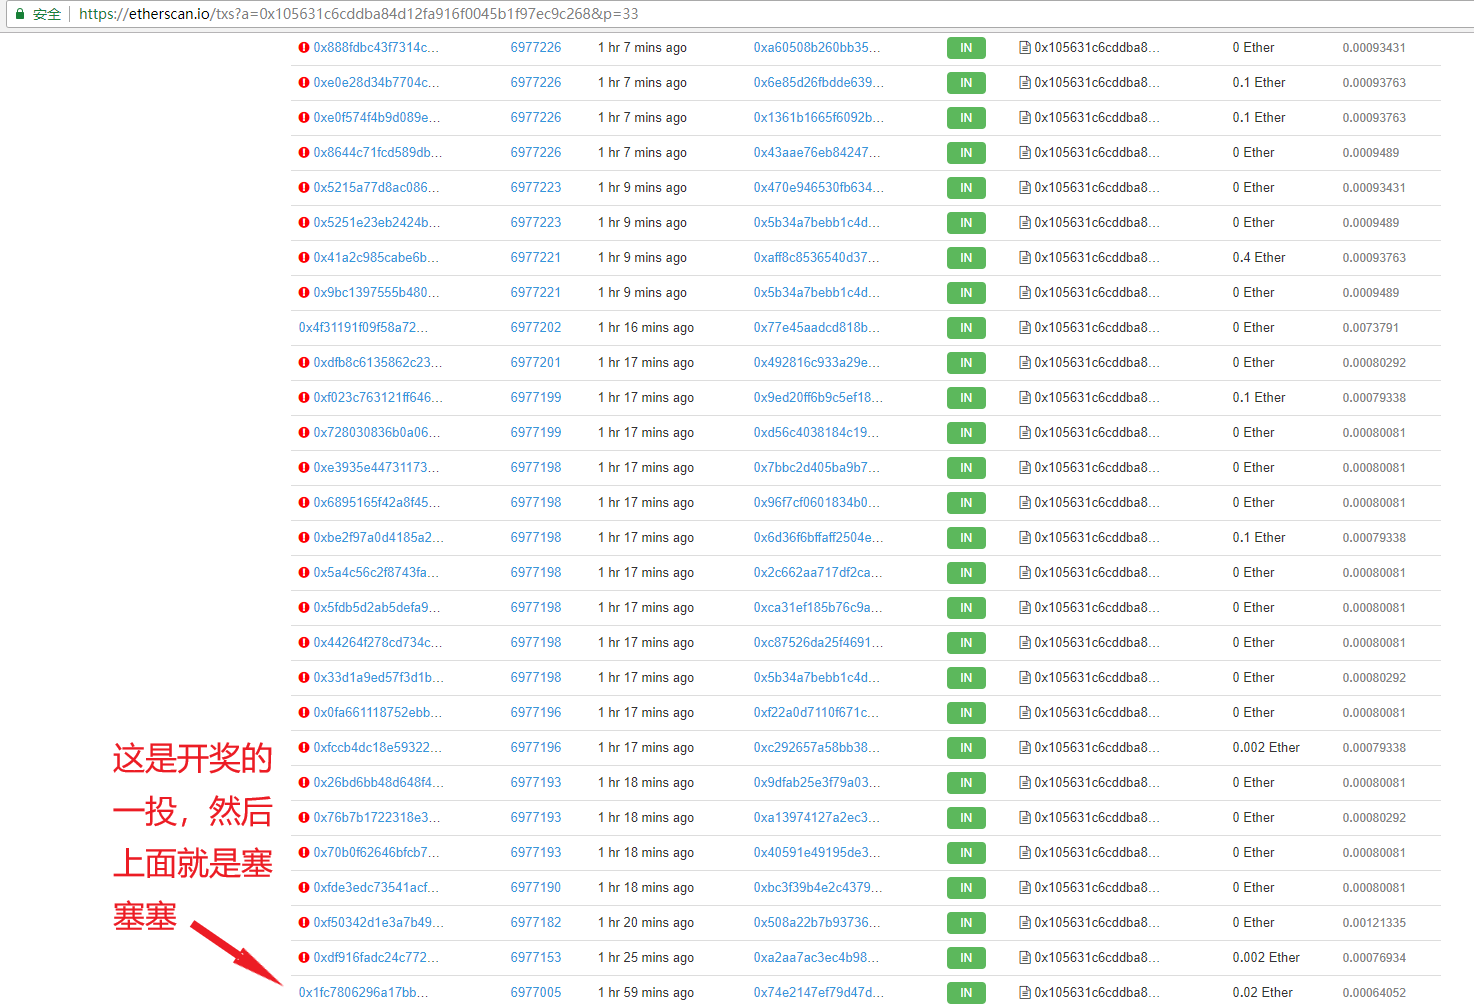 安全 | https://etherscan.io/txs?a=0x105631c6cddba84d12fa916f0045b1f97ec9c268&p=33
0x888fdbc43f7314c... 6977226 1 hr 7 mins ago 0xa60508b260bb35... IN 0x105631c6cddba8... 0 Ether 0.00093431
0xe0e28d34b7704c... 6977226 1 hr 7 mins ago 0x6e85d26fbdde639... IN 0x105631c6cddba8... 0.1 Ether 0.00093763
0xe0f574f4b9d089e... 6977226 1 hr 7 mins ago 0x1361b1665f6092b... IN 0x105631c6cddba8... 0.1 Ether 0.00093763
0x8644c71fcd589db... 6977226 1 hr 7 mins ago 0x43aae76eb84247... IN 0x105631c6cddba8... 0 Ether 0.0009489
0x5215a77d8ac086... 6977223 1 hr 9 mins ago 0x470e946530fb634... IN 0x105631c6cddba8... 0 Ether 0.00093431
0x5251e23eb2424b... 6977223 1 hr 9 mins ago 0x5b34a7bebb1c4d... IN 0x105631c6cddba8... 0 Ether 0.0009489
0x41a2c985cabe6b... 6977221 1 hr 9 mins ago 0xaff8c8536540d37... IN 0x105631c6cddba8... 0.4 Ether 0.00093763
0x9bc1397555b480... 6977221 1 hr 9 mins ago 0x5b34a7bebb1c4d... IN 0x105631c6cddba8... 0 Ether 0.0009489
0x4f31191f09f58a72... 6977202 1 hr 16 mins ago 0x77e45aadcd818b... IN 0x105631c6cddba8... 0 Ether 0.0073791
0xdfb8c6135862c23... 6977201 1 hr 17 mins ago 0x492816c933a29e... IN 0x105631c6cddba8... 0 Ether 0.00080292
0xf023c763121ff646... 6977199 1 hr 17 mins ago 0x9ed20ff6b9c5ef18... IN 0x105631c6cddba8... 0.1 Ether 0.00079338
0x728030836b0a06... 6977199 1 hr 17 mins ago 0xd56c4038184c19... IN 0x105631c6cddba8... 0 Ether 0.00080081
0xe3935e44731173... 6977198 1 hr 17 mins ago 0x7bbc2d405ba9b7... IN 0x105631c6cddba8... 0 Ether 0.00080081
0x6895165f42a8f45... 6977198 1 hr 17 mins ago 0x96f7cf0601834b0... IN 0x105631c6cddba8... 0 Ether 0.00080081
0xbe2f97a0d4185a2... 6977198 1 hr 17 mins ago 0x6d36f6bffaff2504e... IN 0x105631c6cddba8... 0.1 Ether 0.00079338
0x5a4c56c2f8743fa... 6977198 1 hr 17 mins ago 0x2c662aa717df2ca... IN 0x105631c6cddba8... 0 Ether 0.00080081
0x5fdb5d2ab5defa9... 6977198 1 hr 17 mins ago 0xca31ef185b76c9a... IN 0x105631c6cddba8... 0 Ether 0.00080081
0x44264f278cd734c... 6977198 1 hr 17 mins ago 0xc87526da25f4691... IN 0x105631c6cddba8... 0 Ether 0.00080081
0x33d1a9ed57f3d1b... 6977198 1 hr 17 mins ago 0x5b34a7bebb1c4d... IN 0x105631c6cddba8... 0 Ether 0.00080292
0x0fa661118752ebb... 6977196 1 hr 17 mins ago 0xf22a0d7110f671c... IN 0x105631c6cddba8... 0 Ether 0.00080081
0xfccb4dc18e59322... 6977196 1 hr 17 mins ago 0xc292657a58bb38... IN 0x105631c6cddba8... 0.002 Ether 0.00079338
0x26bd6bb48d648f4... 6977193 1 hr 18 mins ago 0x9dfab25e3f79a03... IN 0x105631c6cddba8... 0 Ether 0.00080081
0x76b7b1722318e3... 6977193 1 hr 18 mins ago 0xa13974127a2ec3... IN 0x105631c6cddba8... 0 Ether 0.00080292
0x70b0f62646bfcb7... 6977193 1 hr 18 mins ago 0x40591e49195de3... IN 0x105631c6cddba8... 0 Ether 0.00080081
0xfde3edc73541acf... 6977190 1 hr 18 mins ago 0xbc3f39b4e2c4379... IN 0x105631c6cddba8... 0 Ether 0.00080081
0xf50342d1e3a7b49... 6977182 1 hr 20 mins ago 0x508a22b7b93736... IN 0x105631c6cddba8... 0 Ether 0.00121335
0xdf916fadc24c772... 6977153 1 hr 25 mins ago 0xa2aa7ac3ec4b98... IN 0x105631c6cddba8... 0.002 Ether 0.00076934
0x1fc7806296a17bb... 6977005 1 hr 59 mins ago 0x74e2147ef79d47d... IN 0x105631c6cddba8... 0.02 Ether 0.00064052
这是开奖的
一投，然后
上面就是塞
塞塞